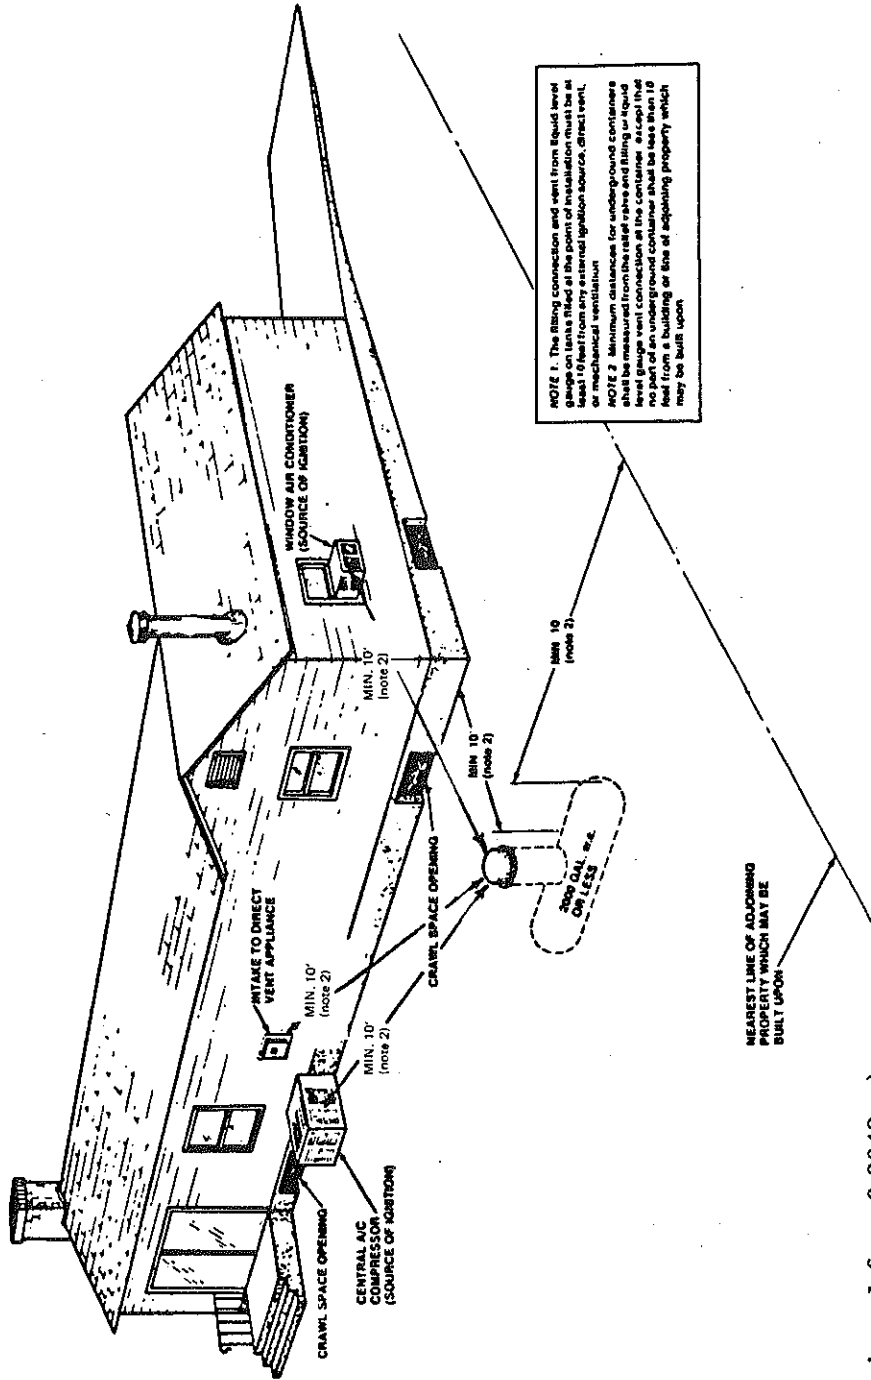 WINDOW AIR CONDITIONER
(SOURCE OF IGNITION)
INTAKE TO DIRECT
VENT APPLIANCE
MIN. 10'
(note 2)
MIN. 10'
(note 2)
MIN. 10'
(note 2)
MIN 10'
(note 2)
MIN 10
(note 2)
CRAWL SPACE OPENING
CRAWL SPACE OPENING
CENTRAL A/C
COMPRESSOR
(SOURCE OF IGNITION)
2000 GAL. w.c.
OR LESS
NEAREST LINE OF ADJOINING
PROPERTY WHICH MAY BE
BUILT UPON
NOTE 1. The filling connection and vent from liquid level
gauge on tanks filled at the point of installation must be at
least 10 feet from any external ignition source, direct vent,
or mechanical ventilation
NOTE 2 Minimum distances for underground containers
shall be measured from the relief valve and filling or liquid
level gauge vent connection at the container except that
no part of an underground container shall be less than 10
feet from a building or line of adjoining property which
may be built upon